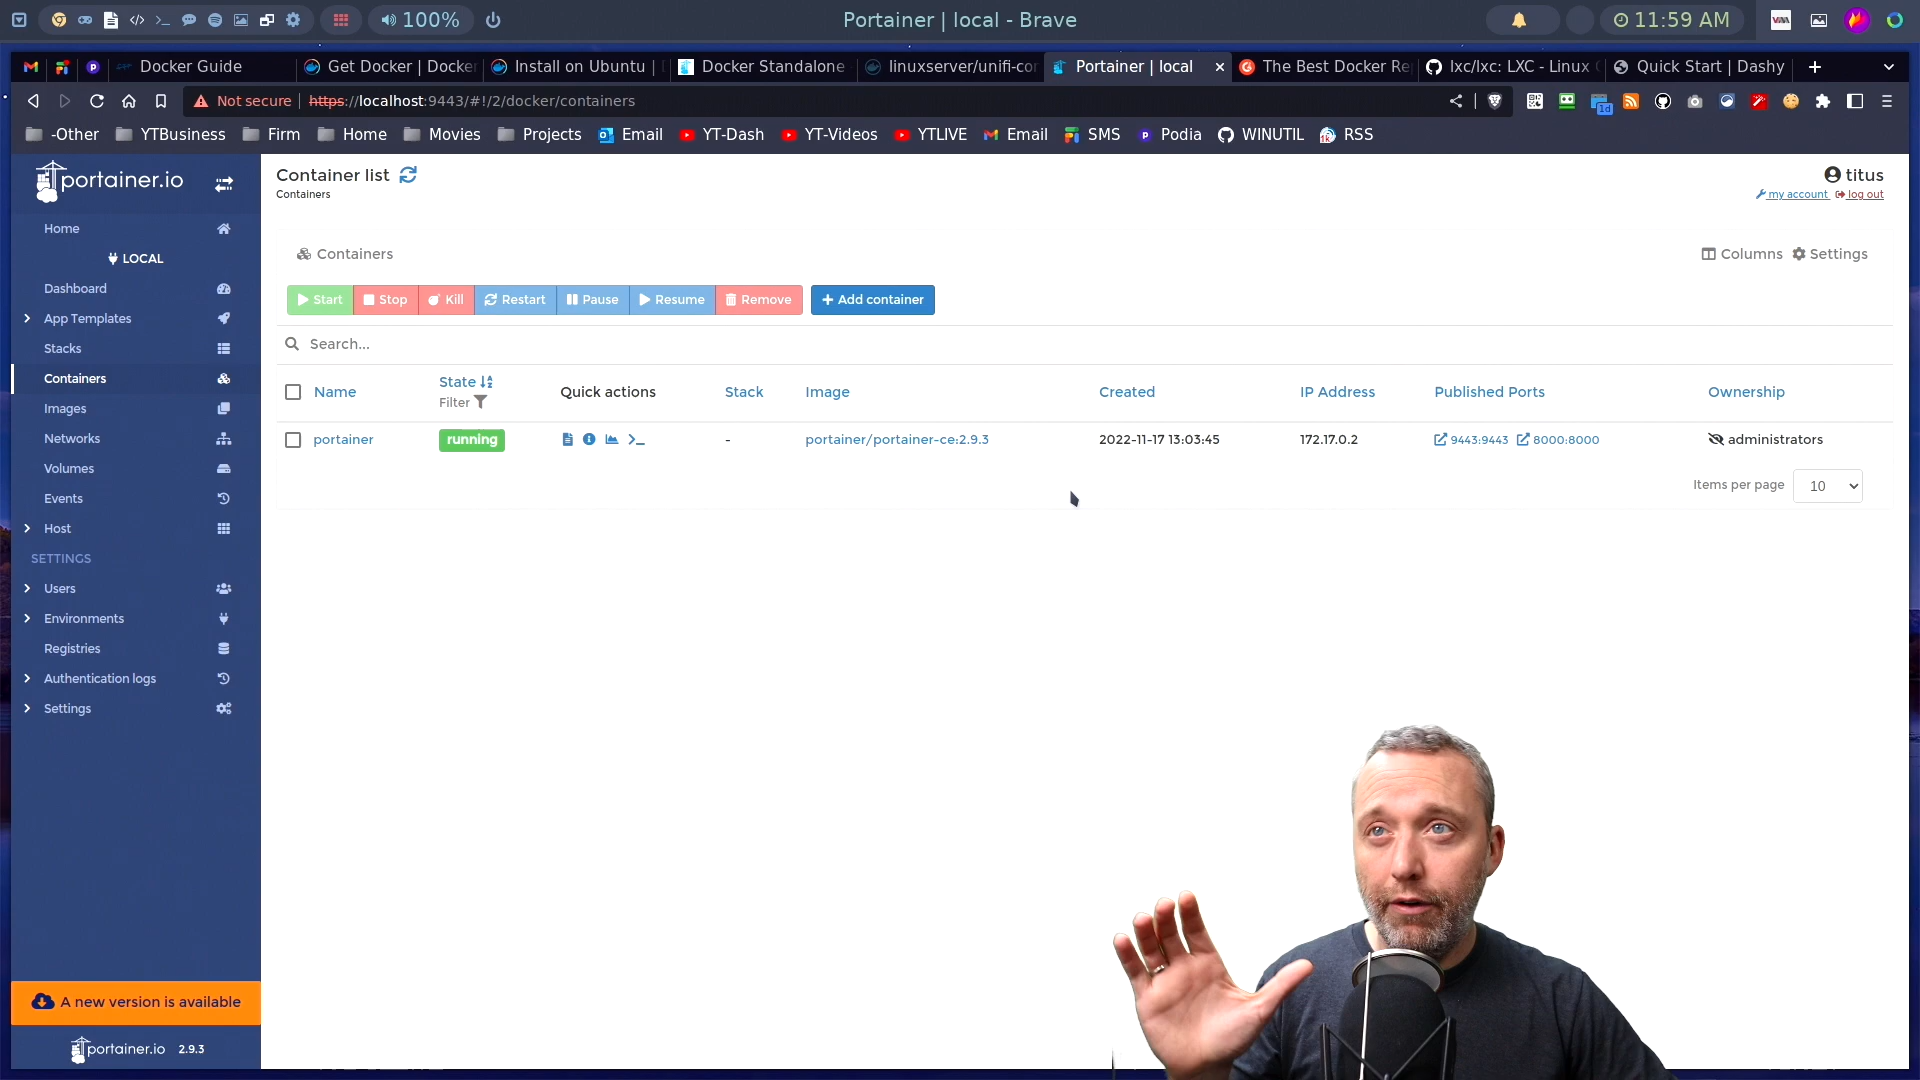 100%
Portainer | local - Brave
11:59 AM
Docker Guide
Get Docker | Docker
Install on Ubuntu |
Docker Standalone
linuxserver/unifi-cor
Portainer | local
The Best Docker Re
lxc/lxc: LXC - Linux
Quick Start | Dashy
Not secure
https://localhost:9443/#!/2/docker/containers
1d
-Other
YTBusiness
Firm
Home
Movies
Projects
Email
YT-Dash
YT-Videos
YTLIVE
Email
SMS
Podia
WINUTIL
RSS
portainer.io
Home
LOCAL
Dashboard
App Templates
Stacks
Containers
Images
Networks
Volumes
Events
Host
SETTINGS
Users
Environments
Registries
Authentication logs
Settings
A new version is available
portainer.io 2.9.3
Container list
Containers
titus
my account log out
Containers
Columns Settings
Start Stop Kill Restart Pause Resume Remove + Add container
Search...
Name State Filter Quick actions Stack Image Created IP Address Published Ports Ownership
portainer running - portainer/portainer-ce:2.9.3 2022-11-17 13:03:45 172.17.0.2 9443:9443 8000:8000 administrators
Items per page 10